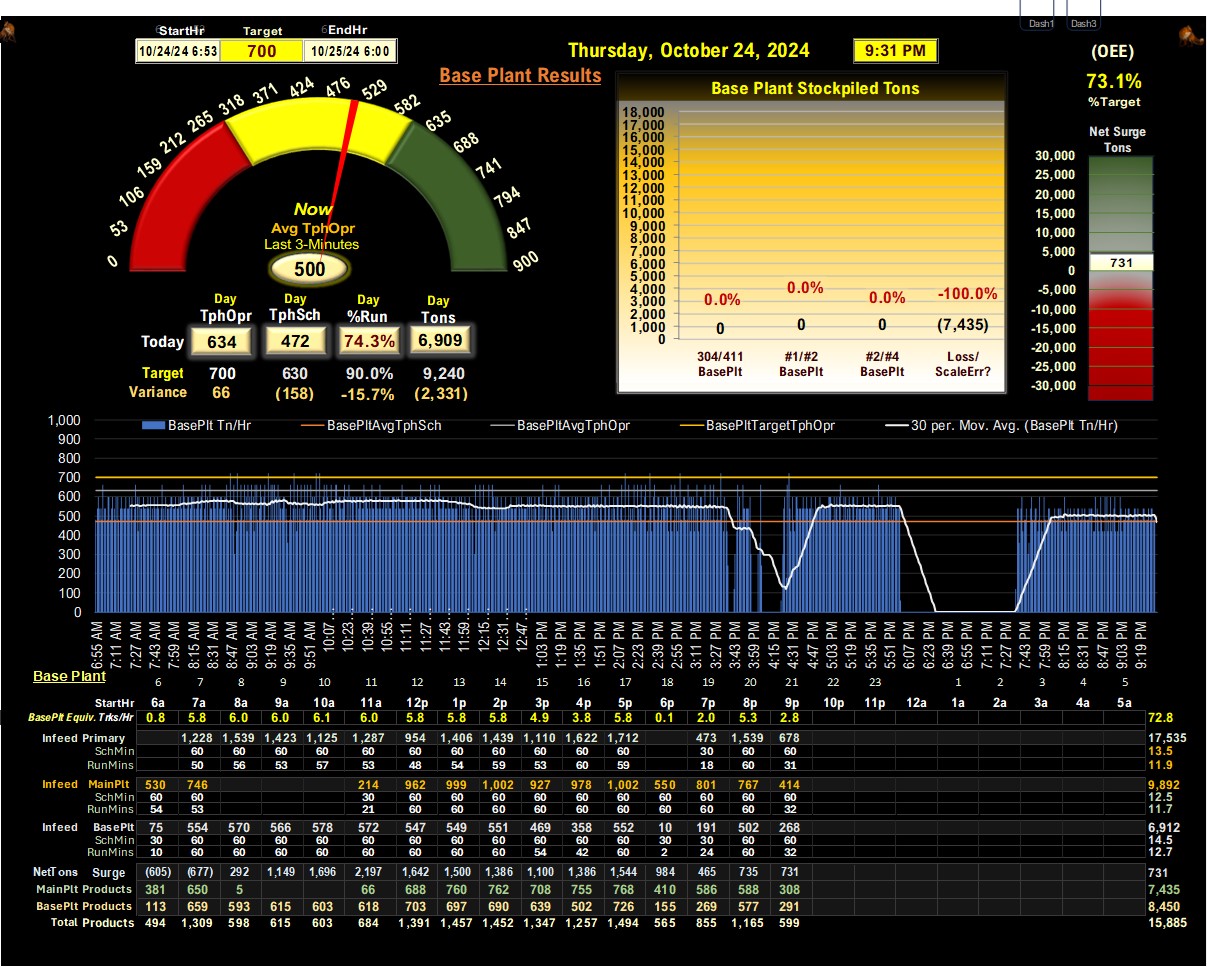 Dash1 Dash3
StartHr Target EndHr
10/24/24 6:53 700 10/25/24 6:00
Thursday, October 24, 2024 9:31 PM
(OEE)
73.1%
%Target
Base Plant Results
0 53 106 159 212 265 318 371 424 476 529 582 635 688 741 794 847 900
Now
Avg TphOpr
Last 3-Minutes
500
Day Day Day Day
TphOpr TphSch %Run Tons
Today 634 472 74.3% 6,909
Target 700 630 90.0% 9,240
Variance 66 (158) -15.7% (2,331)
Base Plant Stockpiled Tons
18,000
17,000
16,000
15,000
14,000
13,000
12,000
11,000
10,000
9,000
8,000
7,000
6,000
5,000
4,000
3,000
2,000
1,000
0
0.0% 0.0% 0.0% -100.0%
0 0 0 (7,435)
304/411 #1/#2 #2/#4 Loss/
BasePlt BasePlt BasePlt ScaleErr?
Net Surge
Tons
30,000
25,000
20,000
15,000
10,000
5,000
0
-5,000
-10,000
-15,000
-20,000
-25,000
-30,000
731
BasePlt Tn/Hr BasePltAvgTphSch BasePltAvgTphOpr BasePltTargetTphOpr 30 per. Mov. Avg. (BasePlt Tn/Hr)
1,000
900
800
700
600
500
400
300
200
100
0
6:55 AM 7:11 AM 7:27 AM 7:43 AM 7:59 AM 8:15 AM 8:31 AM 8:47 AM 9:03 AM 9:19 AM 9:35 AM 9:51 AM 10:07… 10:23… 10:39… 10:55… 11:11… 11:27… 11:43… 11:59… 12:15… 12:31… 12:47… 1:03 PM 1:19 PM 1:35 PM 1:51 PM 2:07 PM 2:23 PM 2:39 PM 2:55 PM 3:11 PM 3:27 PM 3:43 PM 3:59 PM 4:15 PM 4:31 PM 4:47 PM 5:03 PM 5:19 PM 5:35 PM 5:51 PM 6:07 PM 6:23 PM 6:39 PM 6:55 PM 7:11 PM 7:27 PM 7:43 PM 7:59 PM 8:15 PM 8:31 PM 8:47 PM 9:03 PM 9:19 PM
Base Plant 6 7 8 9 10 11 12 13 14 15 16 17 18 19 20 21 22 23 1 2 3 4 5
StartHr 6a 7a 8a 9a 10a 11a 12p 1p 2p 3p 4p 5p 6p 7p 8p 9p 10p 11p 12a 1a 2a 3a 4a 5a
BasePlt Equiv. Trks/Hr 0.8 5.8 6.0 6.0 6.1 6.0 5.8 5.8 5.8 4.9 3.8 5.8 0.1 2.0 5.3 2.8 72.8
Infeed Primary 1,228 1,539 1,423 1,125 1,287 954 1,406 1,439 1,110 1,622 1,712 473 1,539 678 17,535
SchMin 60 60 60 60 60 60 60 60 60 60 60 30 60 60 13.5
RunMins 50 56 53 57 53 48 54 59 53 60 59 18 60 31 11.9
Infeed MainPlt 530 746 214 962 999 1,002 927 978 1,002 550 801 767 414 9,892
SchMin 60 60 30 60 60 60 60 60 60 60 60 60 60 12.5
RunMins 54 53 21 60 60 60 60 60 60 60 60 60 32 11.7
Infeed BasePlt 75 554 570 566 578 572 547 549 551 469 358 552 10 191 502 268 6,912
SchMin 30 60 60 60 60 60 60 60 60 60 60 60 30 30 60 60 14.5
RunMins 10 60 60 60 60 60 60 60 60 54 42 60 2 24 60 32 12.7
NetTons Surge (605) (677) 292 1,149 1,696 2,197 1,642 1,500 1,386 1,100 1,386 1,544 984 465 735 731 731
MainPlt Products 381 650 5 66 688 760 762 708 755 768 410 586 588 308 7,435
BasePlt Products 113 659 593 615 603 618 703 697 690 639 502 726 155 269 577 291 8,450
Total Products 494 1,309 598 615 603 684 1,391 1,457 1,452 1,347 1,257 1,494 565 855 1,165 599 15,885